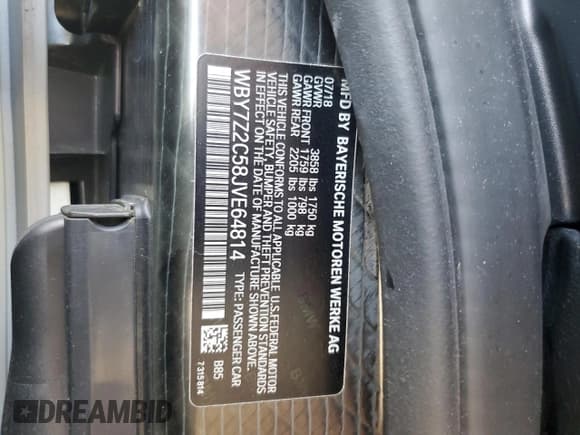 MFD BY BAYERISCHE MOTOREN WERKE AG
07/18
GVWR 3858 lbs 1750 kg
GAWR FRONT 1759 lbs 798 kg
GAWR REAR 2205 lbs 1000 kg
THIS VEHICLE CONFORMS TO ALL APPLICABLE U.S.FEDERAL MOTOR
VEHICLE SAFETY, BUMPER AND THEFT PREVENTION STANDARDS
IN EFFECT ON THE DATE OF MANUFACTURE SHOWN ABOVE.
WBY7Z2C58JVE64814 TYPE: PASSENGER CAR
B85
7 315 814
DREAMBID